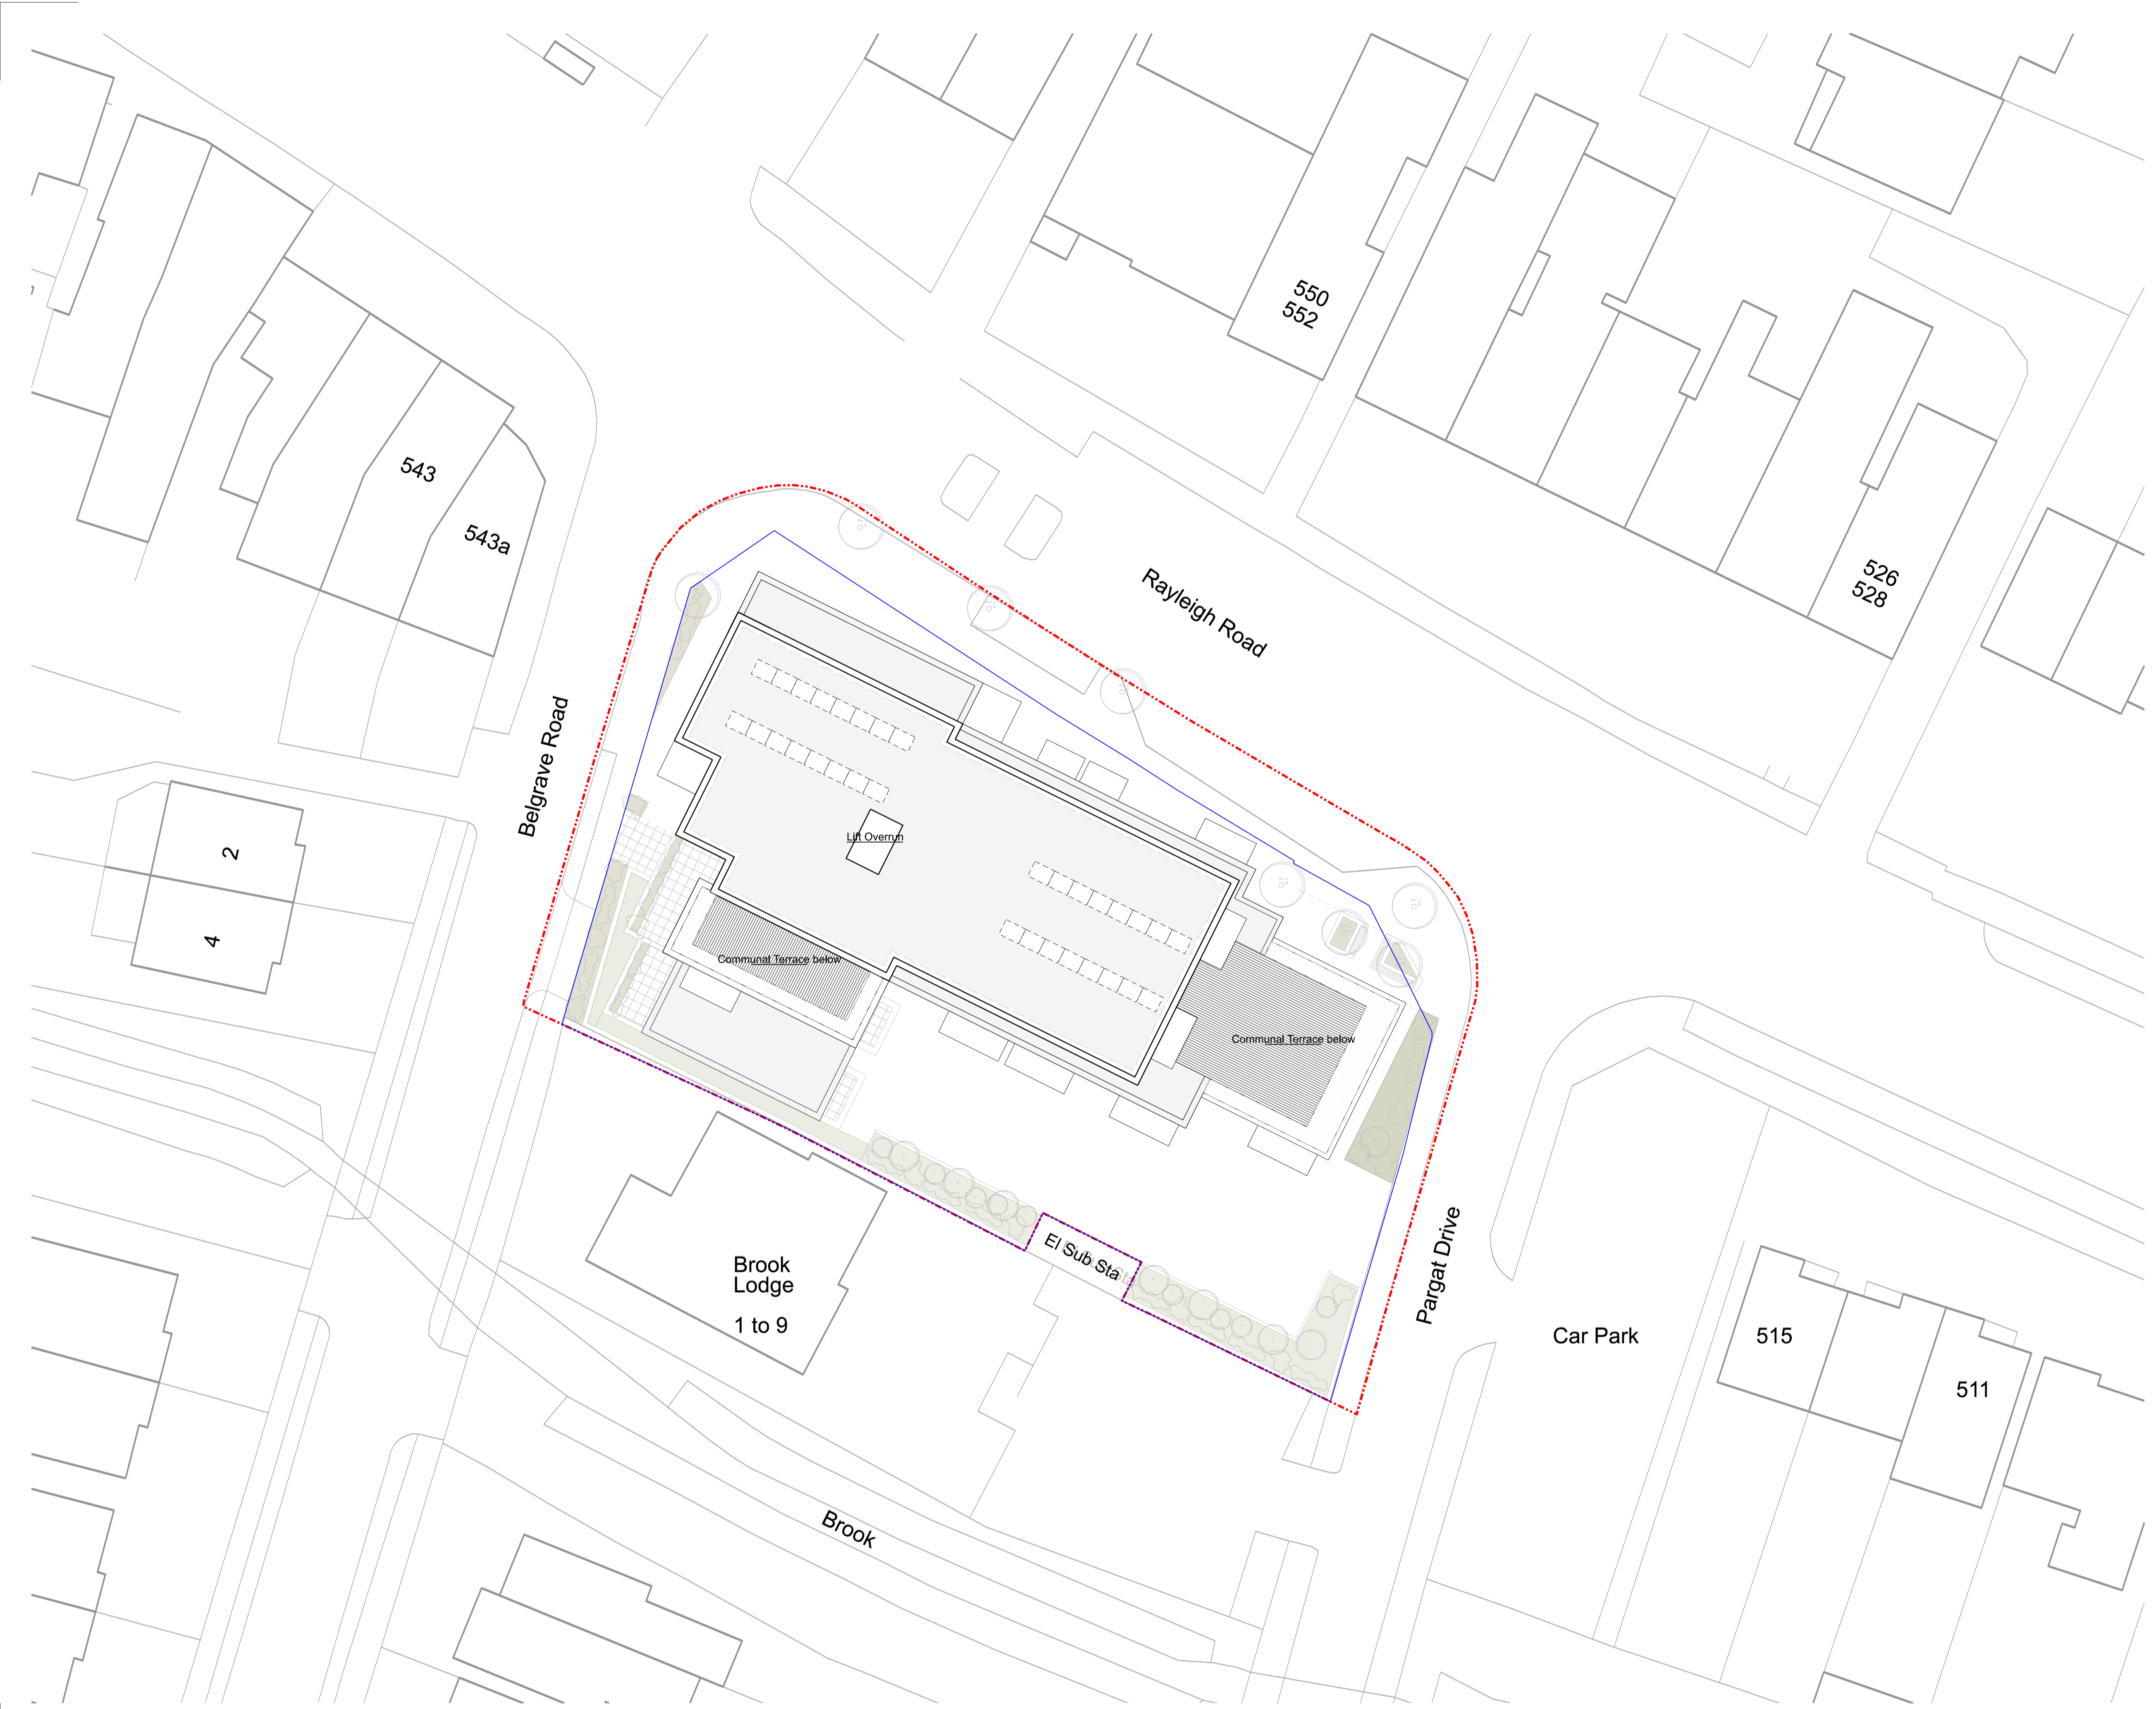 550
552
543
543a
526
528
Rayleigh Road
Belgrave Road
Lift Overrun
2
4
Communal Terrace below
Communal Terrace below
El Sub Sta
Brook
Lodge
1 to 9
Pargat Drive
Car Park
515
511
Brook